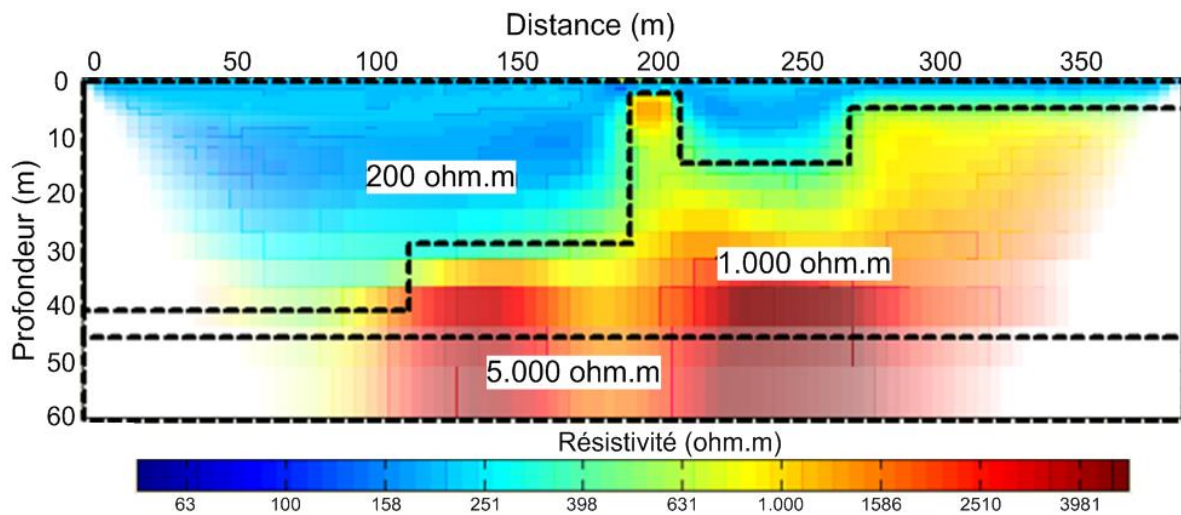 Distance (m)
0 50 100 150 200 250 300 350
Profondeur (m)
0
10
20
30
40
50
60
200 ohm.m
1.000 ohm.m
5.000 ohm.m
Résistivité (ohm.m)
63 100 158 251 398 631 1.000 1586 2510 3981